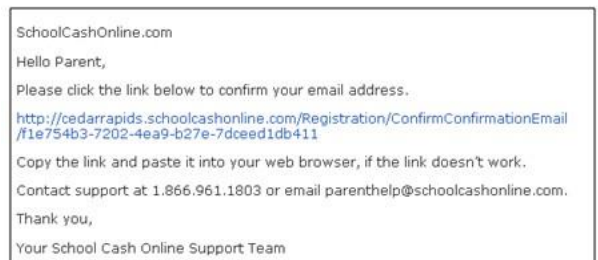 SchoolCashOnline.com
Hello Parent,
Please click the link below to confirm your email address.
http://cedarrapids.schoolcashonline.com/Registration/ConfirmConfirmationEmail
/f1e754b3-7202-4ea9-b27e-7dceed1db411
Copy the link and paste it into your web browser, if the link doesn't work.
Contact support at 1.866.961.1803 or email parenthelp@schoolcashonline.com.
Thank you,
Your School Cash Online Support Team